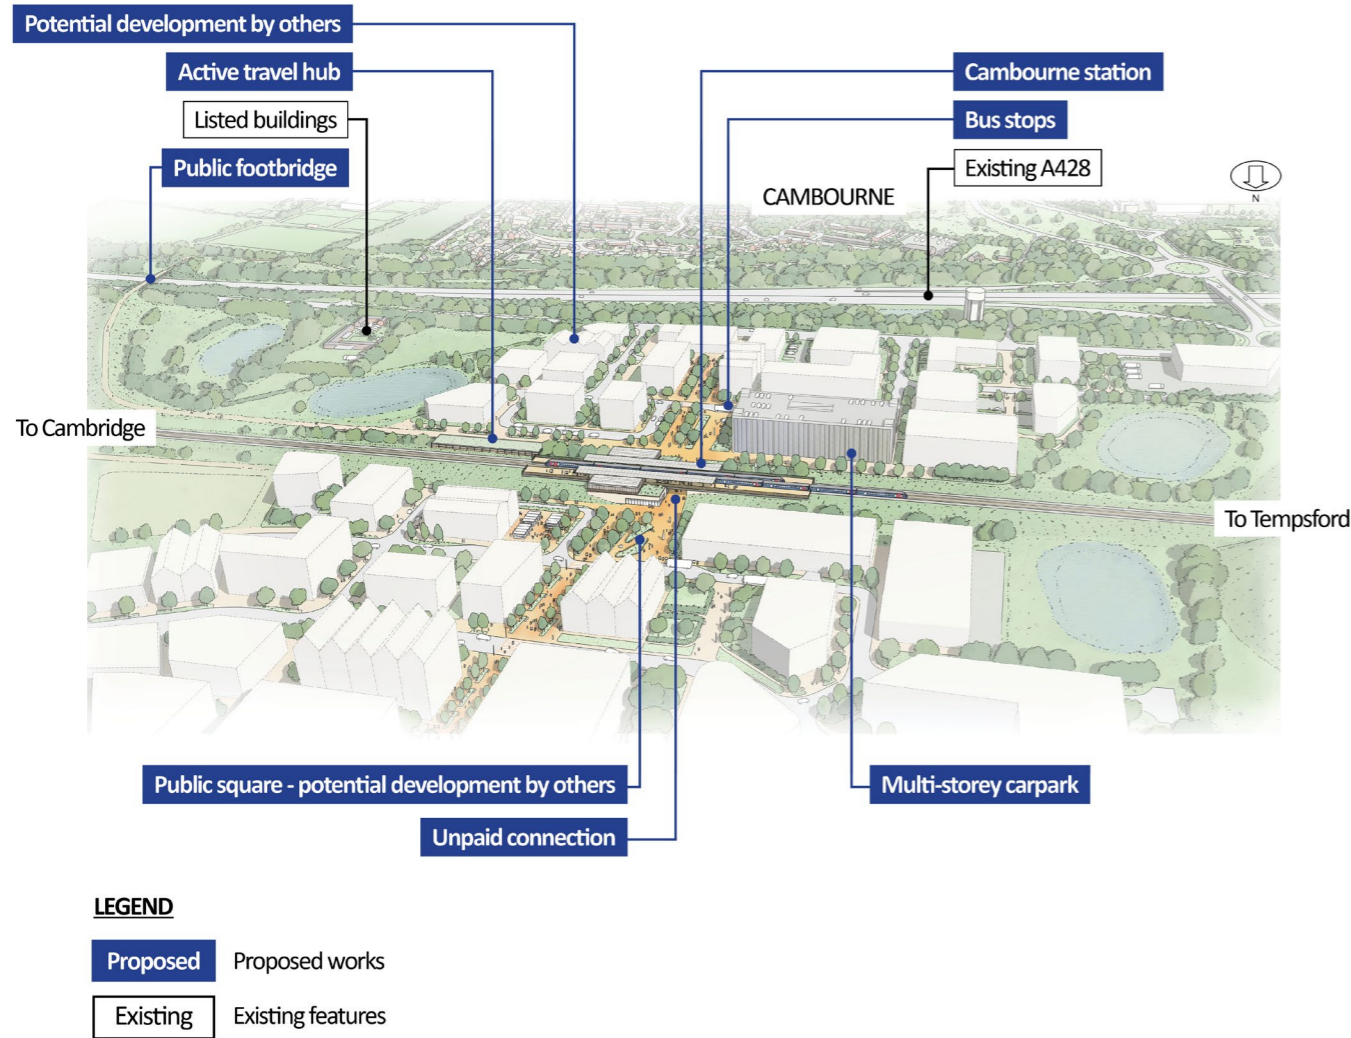 Potential development by others
Active travel hub
Cambourne station
Listed buildings
Bus stops
Public footbridge
Existing A428
CAMBOURNE
N
To Cambridge
To Tempsford
Public square - potential development by others
Multi-storey carpark
Unpaid connection
LEGEND
Proposed Proposed works
Existing Existing features